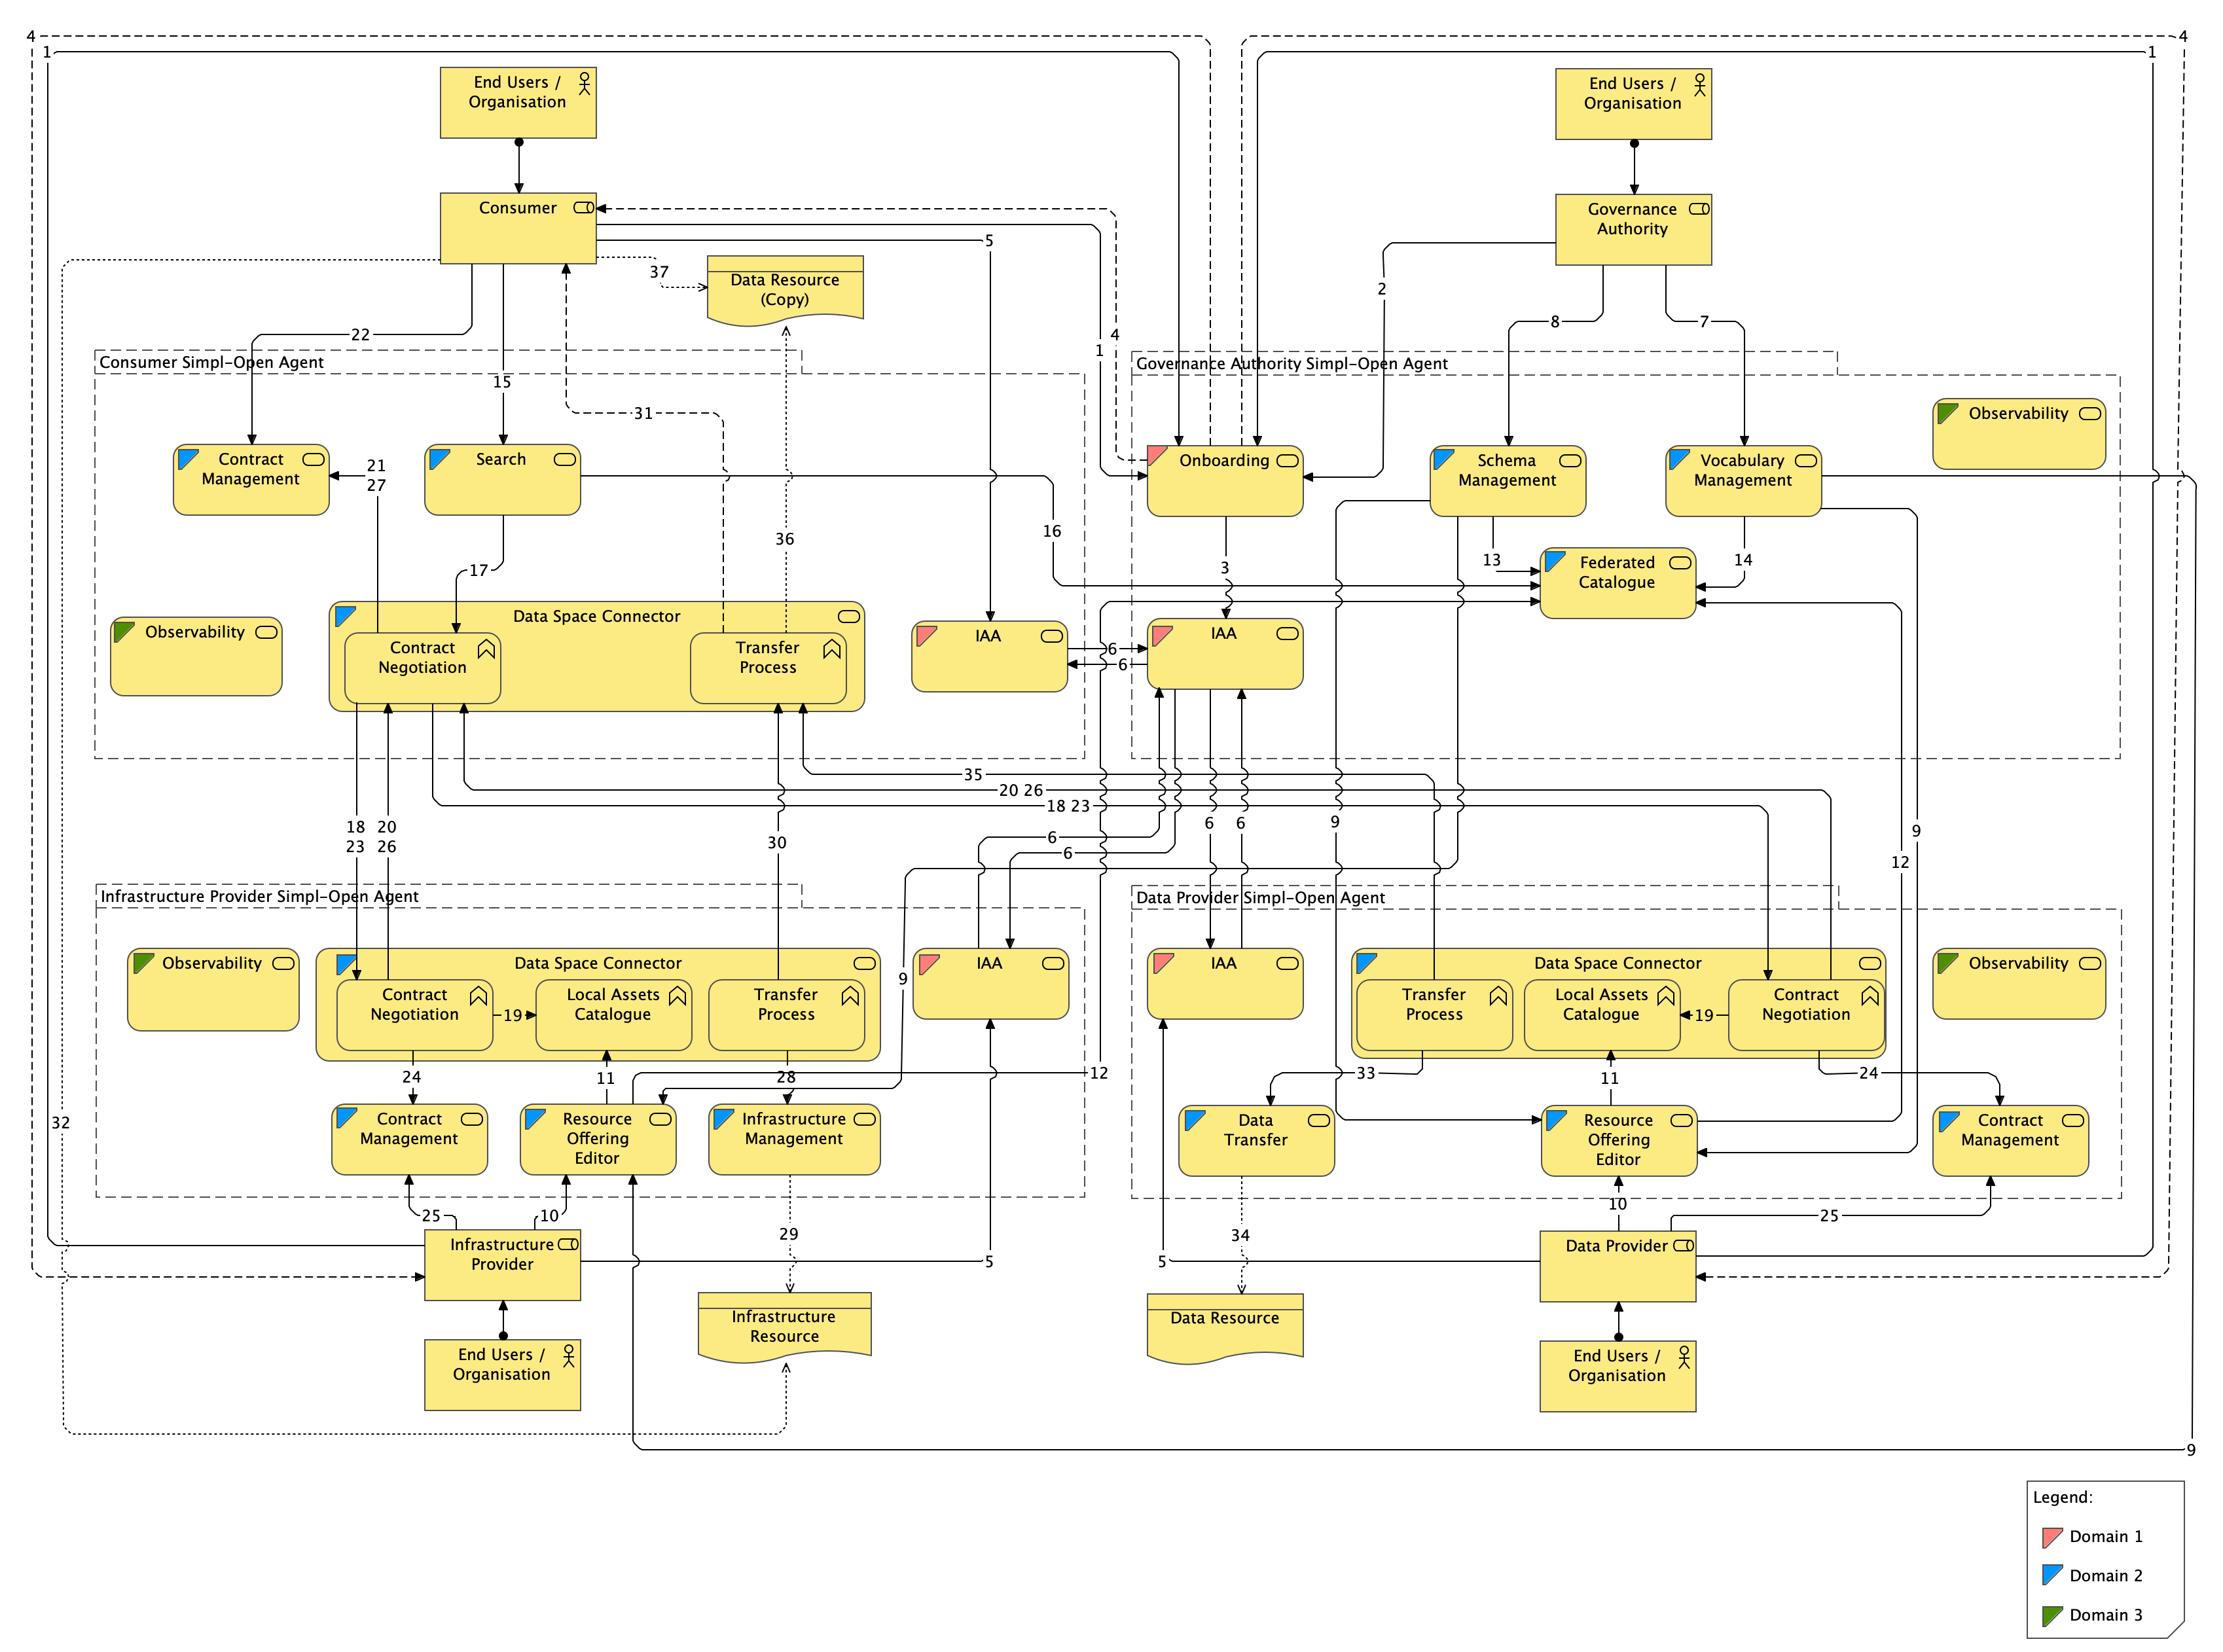 4
1
4
1
End Users /
Organisation
End Users /
Organisation
Consumer
Governance
Authority
5
37
Data Resource
(Copy)
2
22
8
7
4
1
Consumer Simpl-Open Agent
Governance Authority Simpl-Open Agent
15
31
Observability
Contract
Management
21
27
Search
Onboarding
Schema
Management
Vocabulary
Management
16
36
17
3
13
14
Federated
Catalogue
Observability
Data Space Connector
Contract
Negotiation
Transfer
Process
IAA
6
6
IAA
35
20 26
18 23
18
23
20
26
30
6
6
6
6
9
9
12
Infrastructure Provider Simpl-Open Agent
Data Provider Simpl-Open Agent
Observability
Data Space Connector
Contract
Negotiation
19
Local Assets
Catalogue
Transfer
Process
9
IAA
IAA
Data Space Connector
Transfer
Process
Local Assets
Catalogue
19
Contract
Negotiation
Observability
24
11
28
12
33
11
24
32
Contract
Management
Resource
Offering
Editor
Infrastructure
Management
Data
Transfer
Resource
Offering
Editor
Contract
Management
25
10
29
34
10
25
Infrastructure
Provider
5
5
Data Provider
Infrastructure
Resource
Data Resource
End Users /
Organisation
End Users /
Organisation
9
Legend:
Domain 1
Domain 2
Domain 3